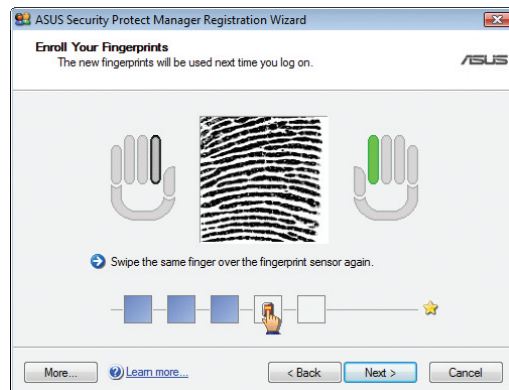 ASUS Security Protect Manager Registration Wizard
Enroll Your Fingerprints
The new fingerprints will be used next time you log on.
ASUS
Swipe the same finger over the fingerprint sensor again.
More... Learn more... < Back Next > Cancel